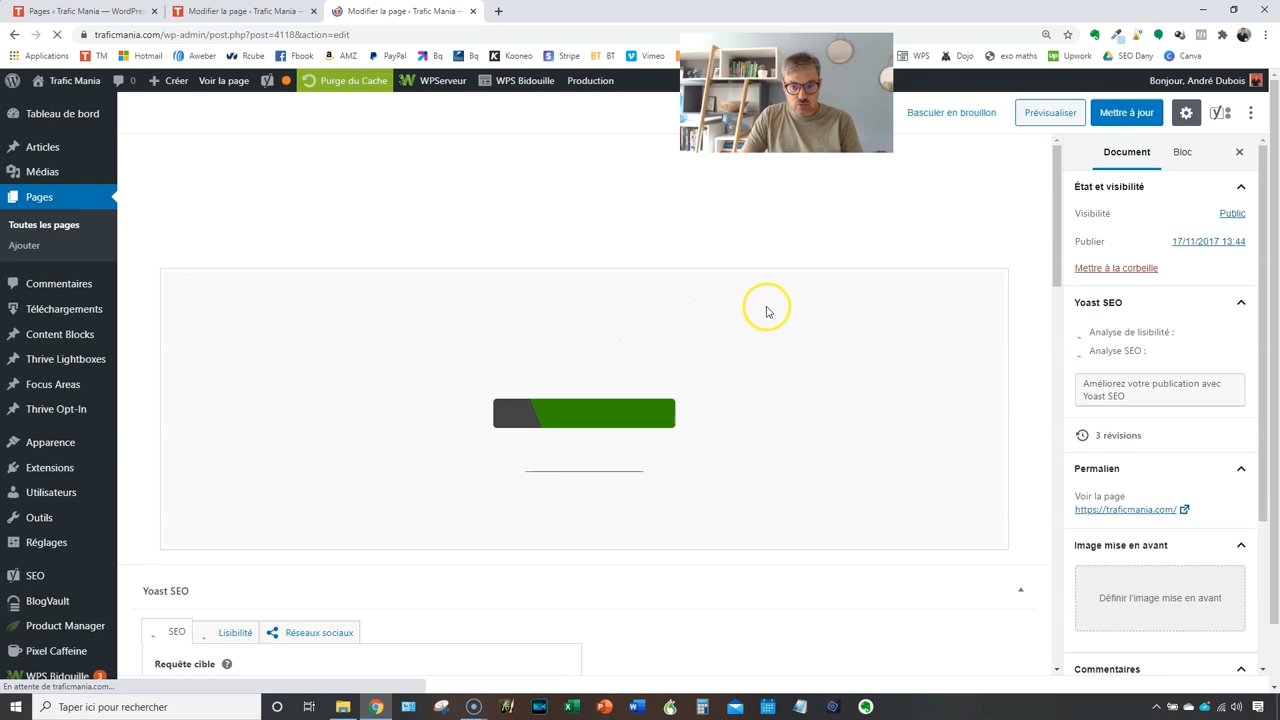 Tous | Pages ‹ Trafic Mania — WordPres
Modifier la page ‹ Trafic Mania
Modifier la page ‹ Trafic Mania
traficmania.com/wp-admin/post.php?post=4118&action=edit
Applications
TM
Hotmail
Aweber
Rcube
Ebook
AMZ
PayPal
Bq
Bq
Kooneo
Stripe
BT
BT
Vimeo
WPS
Dojo
exo maths
Upwork
SEO Dany
Canva
Trafic Mania
0
Créer
Voir la page
Purge du Cache
WPServeur
WPS Bidouille
Production
Bonjour, André Dubois
Basculer en brouillon
Prévisualiser
Mettre à jour
Tableau de bord
Articles
Médias
Pages
Toutes les pages
Ajouter
Commentaires
Téléchargements
Content Blocks
Thrive Lightboxes
Focus Areas
Thrive Opt-In
Apparence
Extensions
Utilisateurs
Outils
Réglages
SEO
BlogVault
Product Manager
Pixel Caffeine
WPS Bidouille 3
Document
Bloc
État et visibilité
Visibilité
Public
Publier
17/11/2017 13:44
Mettre à la corbeille
Yoast SEO
Analyse de lisibilité :
Analyse SEO :
Améliorez votre publication avec
Yoast SEO
3 révisions
Permalien
Voir la page
https://traficmania.com/
Image mise en avant
Définir l'image mise en avant
Commentaires
Yoast SEO
SEO
Lisibilité
Réseaux sociaux
Requête cible
En attente de traficmania.com...
Taper ici pour rechercher